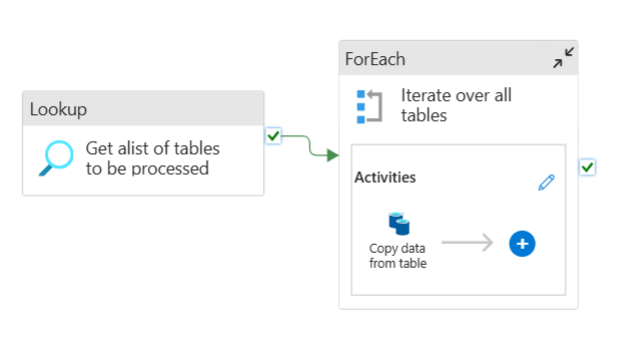 Lookup
Get alist of tables
to be processed
ForEach
Iterate over all
tables
Activities
Copy data
from table